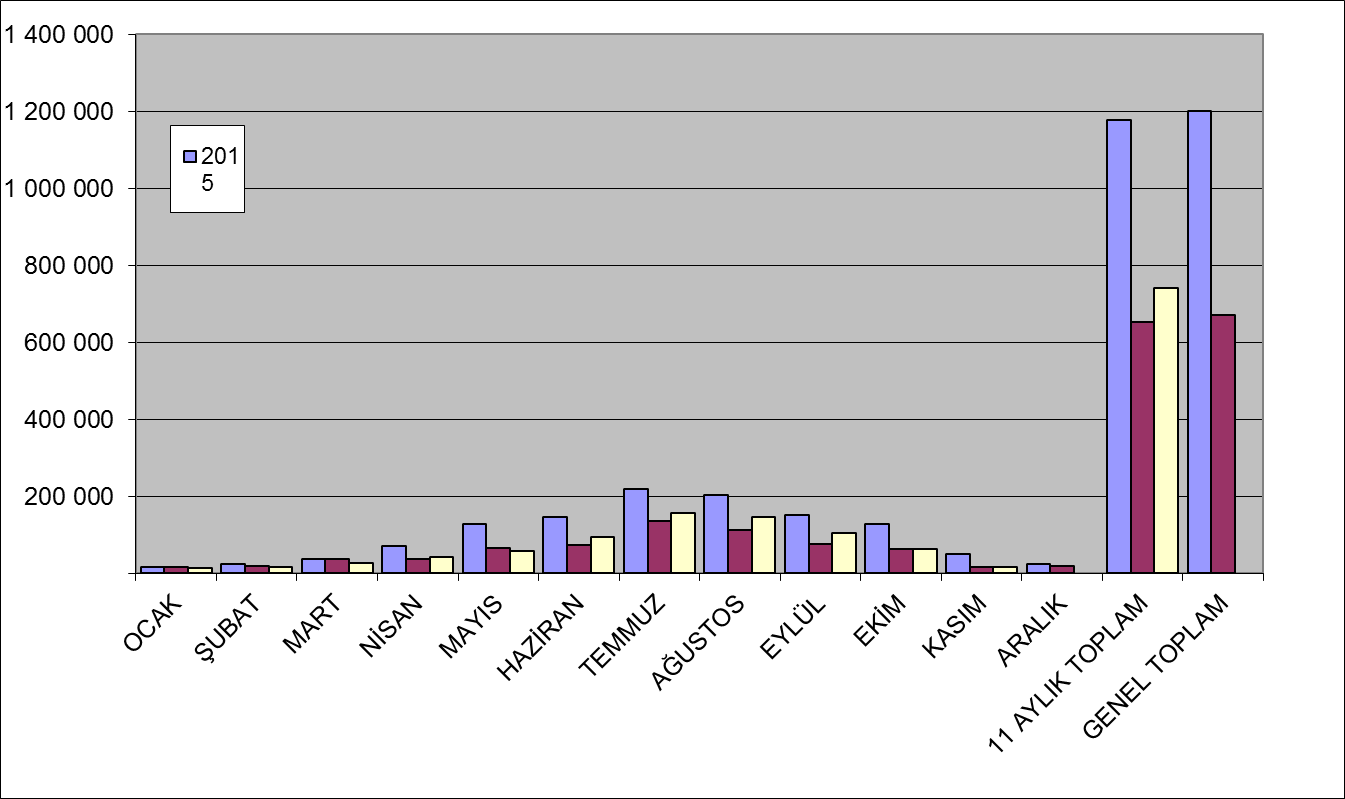 1 400 000
1 200 000
1 000 000
800 000
600 000
400 000
200 000
201
5
OCAK
ŞUBAT
MART
NİSAN
MAYIS
HAZİRAN
TEMMUZ
AĞUSTOS
EYLÜL
EKİM
KASIM
ARALIK
11 AYLIK TOPLAM
GENEL TOPLAM